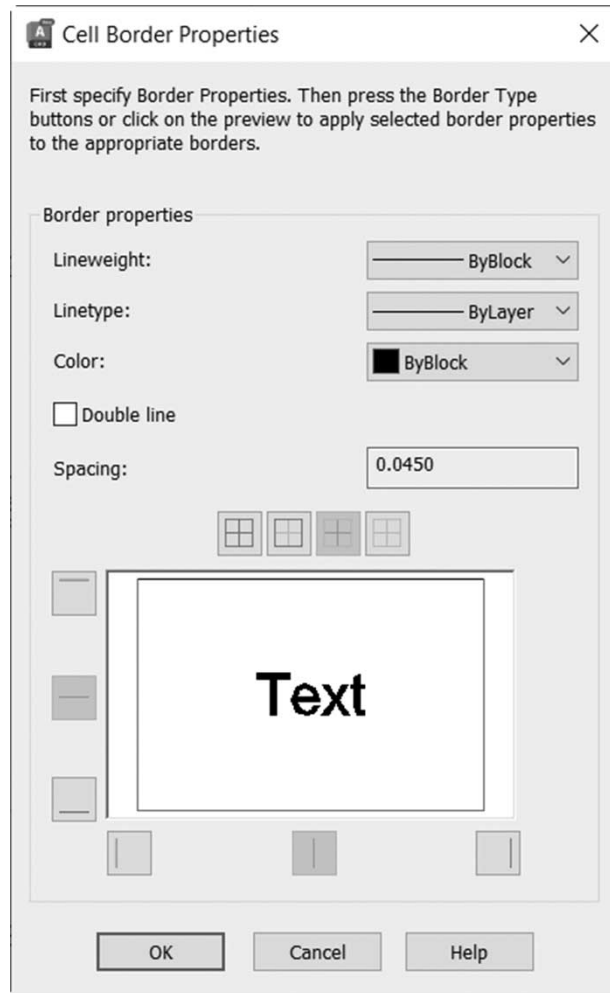 Cell Border Properties
First specify Border Properties. Then press the Border Type
buttons or click on the preview to apply selected border properties
to the appropriate borders.
Border properties
Lineweight:
ByBlock
Linetype:
ByLayer
Color:
ByBlock
Double line
Spacing:
0.0450
Text
OK
Cancel
Help